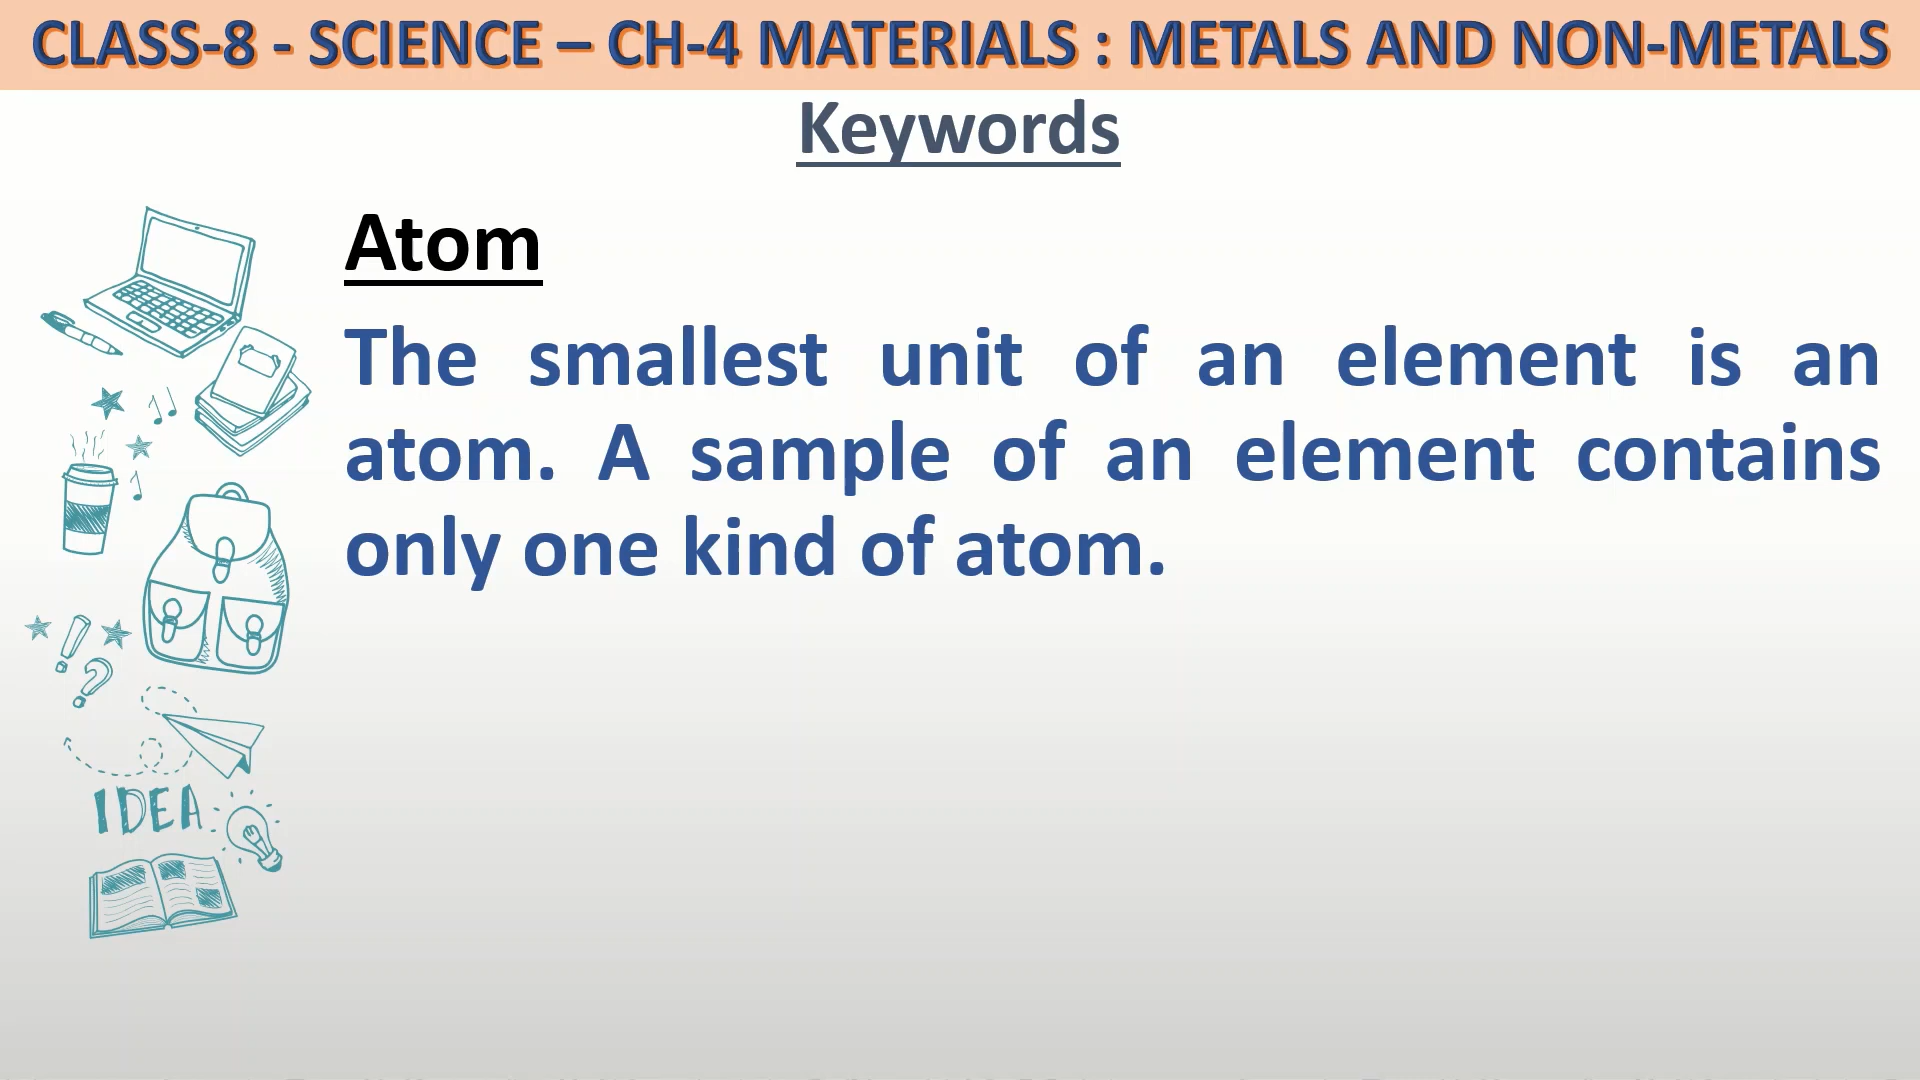 CLASS-8 - SCIENCE – CH-4 MATERIALS : METALS AND NON-METALS
Keywords
Atom
The smallest unit of an element is an
atom. A sample of an element contains
only one kind of atom.
IDEA